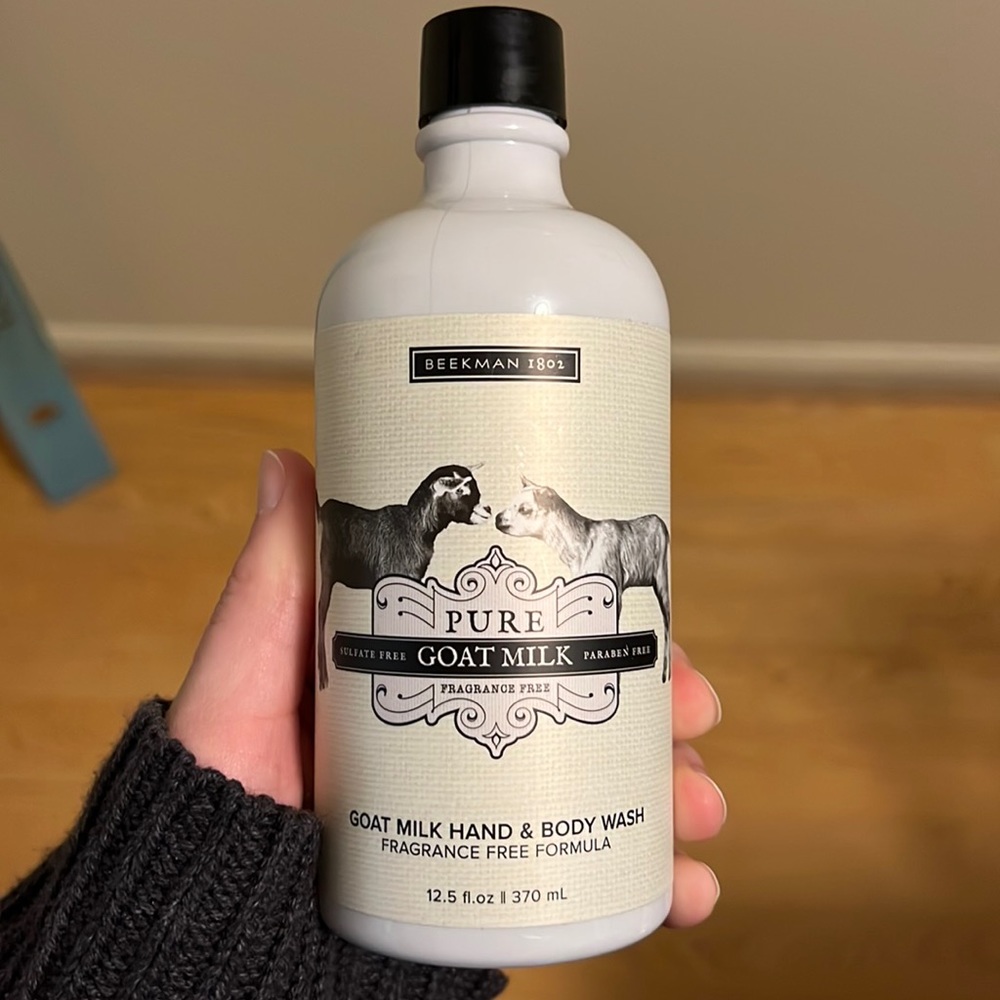 BEEKMAN 1802
PURE
SULFATE FREE GOAT MILK PARABEN FREE
FRAGRANCE FREE
GOAT MILK HAND & BODY WASH
FRAGRANCE FREE FORMULA
12.5 fl.oz || 370 mL